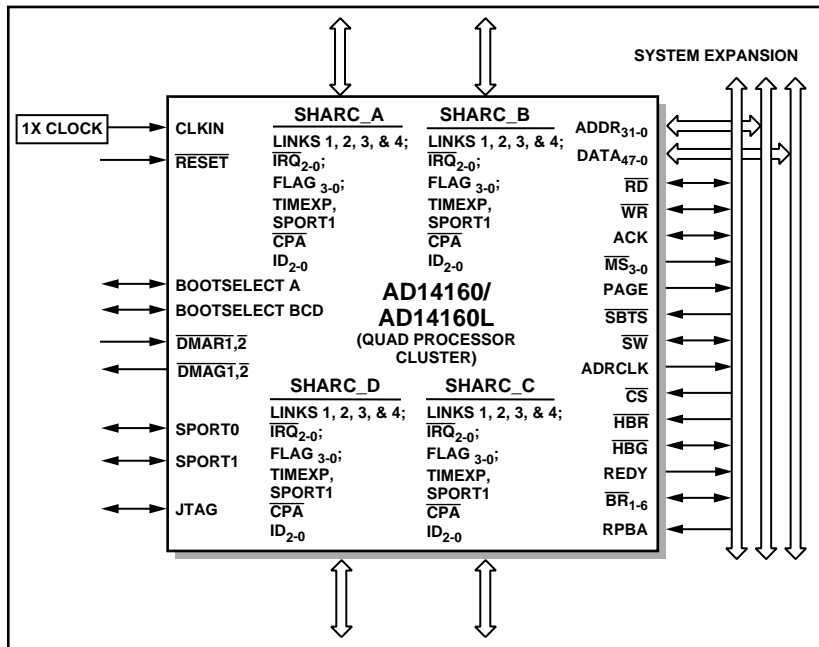 SYSTEM EXPANSION
1X CLOCK
CLKIN
RESET
BOOTSELECT A
BOOTSELECT BCD
DMAR1,2
DMAG1,2
SPORT0
SPORT1
JTAG
SHARC_A
LINKS 1, 2, 3, & 4;
IRQ2-0;
FLAG 3-0;
TIMEXP,
SPORT1
CPA
ID2-0
SHARC_B
LINKS 1, 2, 3, & 4;
IRQ2-0;
FLAG 3-0;
TIMEXP,
SPORT1
CPA
ID2-0
AD14160/
AD14160L
(QUAD PROCESSOR
CLUSTER)
SHARC_D
LINKS 1, 2, 3, & 4;
IRQ2-0;
FLAG 3-0;
TIMEXP,
SPORT1
CPA
ID2-0
SHARC_C
LINKS 1, 2, 3, & 4;
IRQ2-0;
FLAG 3-0;
TIMEXP,
SPORT1
CPA
ID2-0
ADDR31-0
DATA47-0
RD
WR
ACK
MS3-0
PAGE
SBTS
SW
ADRCLK
CS
HBR
HBG
REDY
BR1-6
RPBA